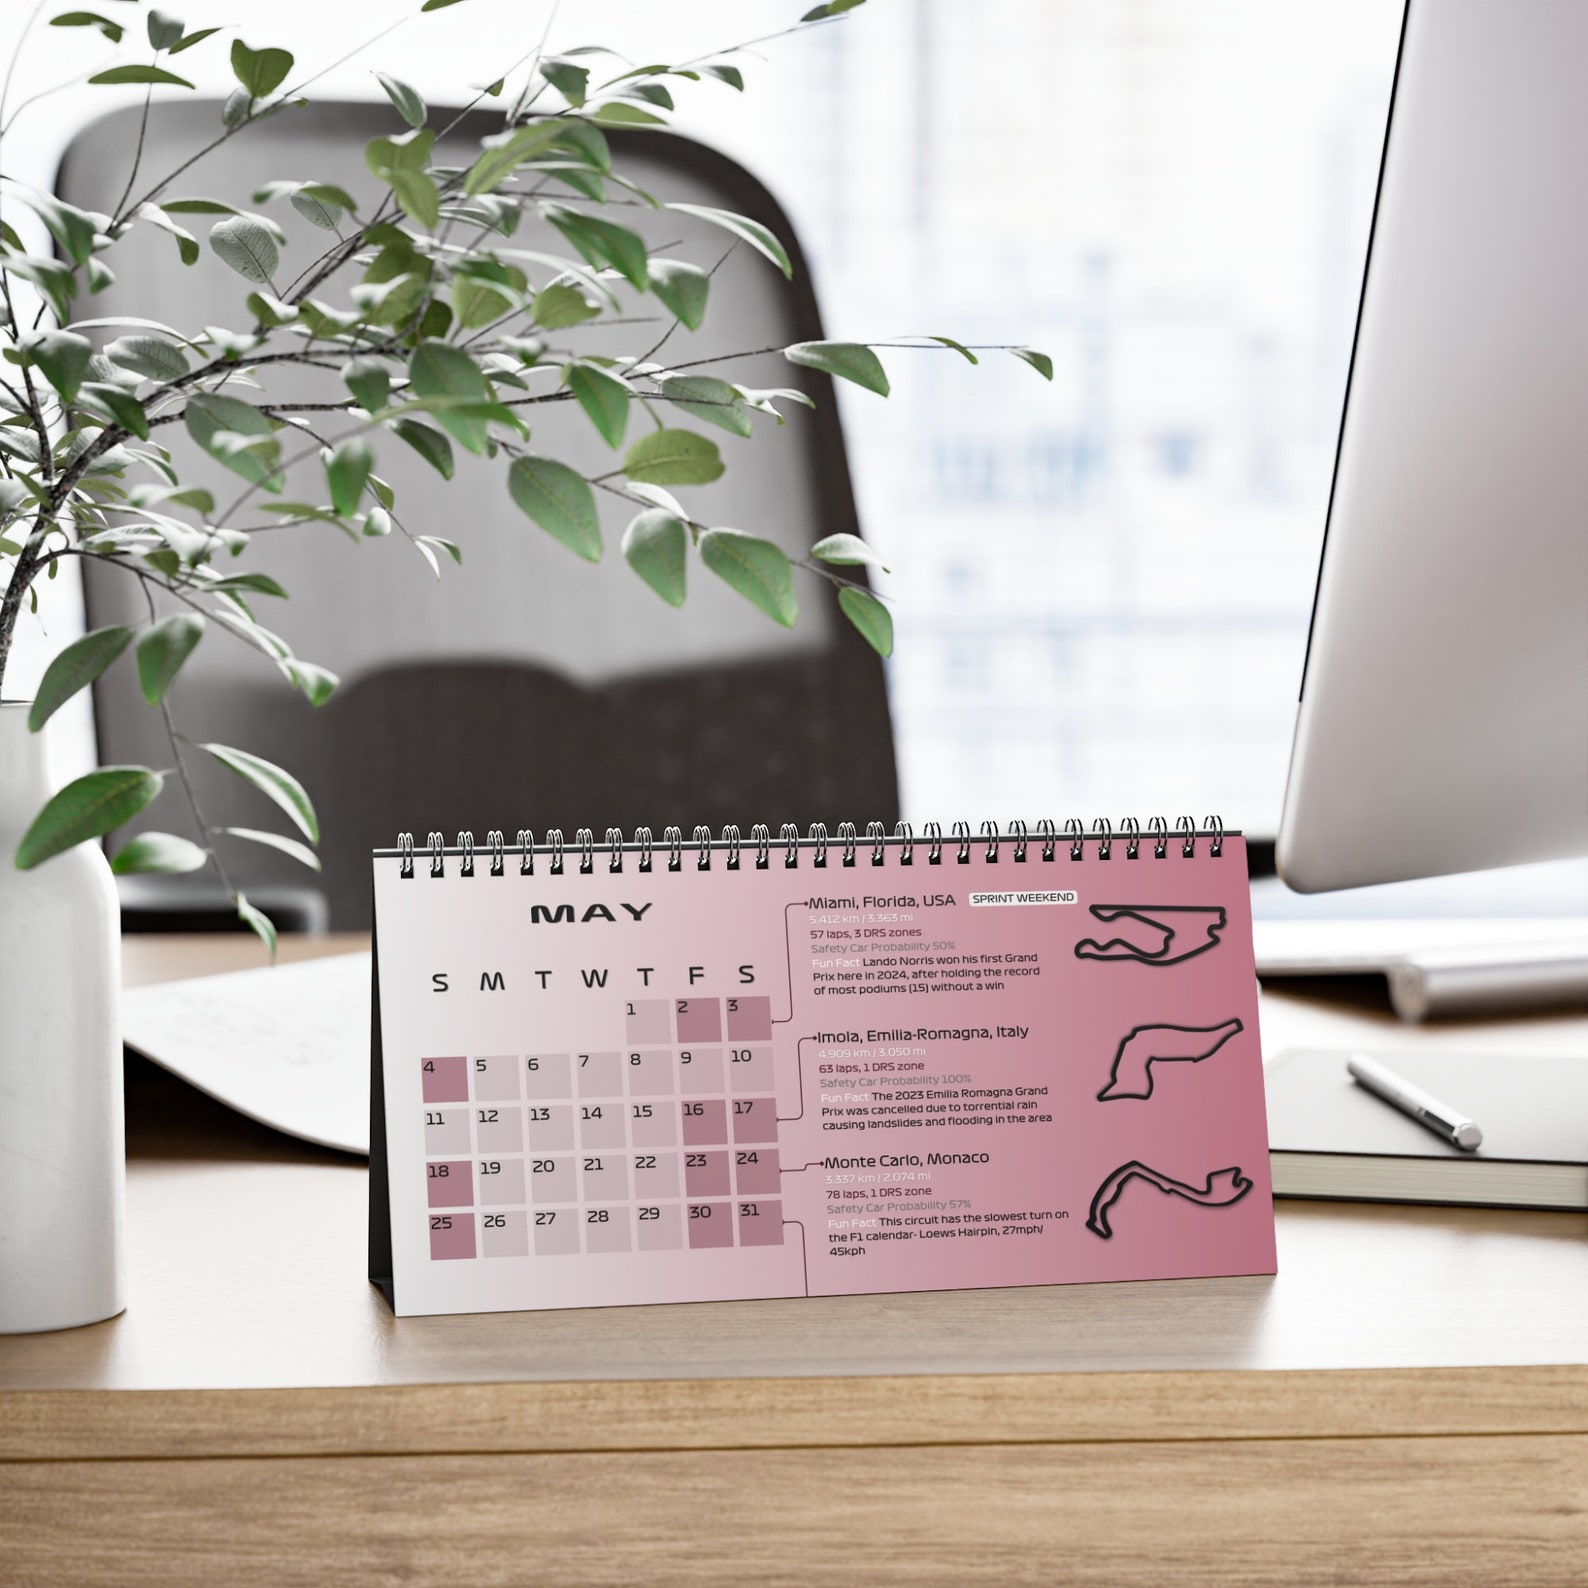 MAY
S M T W T F S
1 2 3
4 5 6 7 8 9 10
11 12 13 14 15 16 17
18 19 20 21 22 23 24
25 26 27 28 29 30 31
Miami, Florida, USA SPRINT WEEKEND
5.412 km / 3.363 mi
57 laps, 3 DRS zones
Safety Car Probability 50%
Fun Fact Lando Norris won his first Grand
Prix here in 2024, after holding the record
of most podiums (15) without a win
Imola, Emilia-Romagna, Italy
4.909 km / 3.050 mi
63 laps, 1 DRS zone
Safety Car Probability 100%
Fun Fact The 2023 Emilia Romagna Grand
Prix was cancelled due to torrential rain
causing landslides and flooding in the area
Monte Carlo, Monaco
3.337 km / 2.074 mi
78 laps, 1 DRS zone
Safety Car Probability 57%
Fun Fact This circuit has the slowest turn on
the F1 calendar- Loews Hairpin, 27mph/
45kph